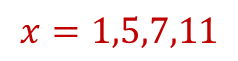 x = 1,5,7,11